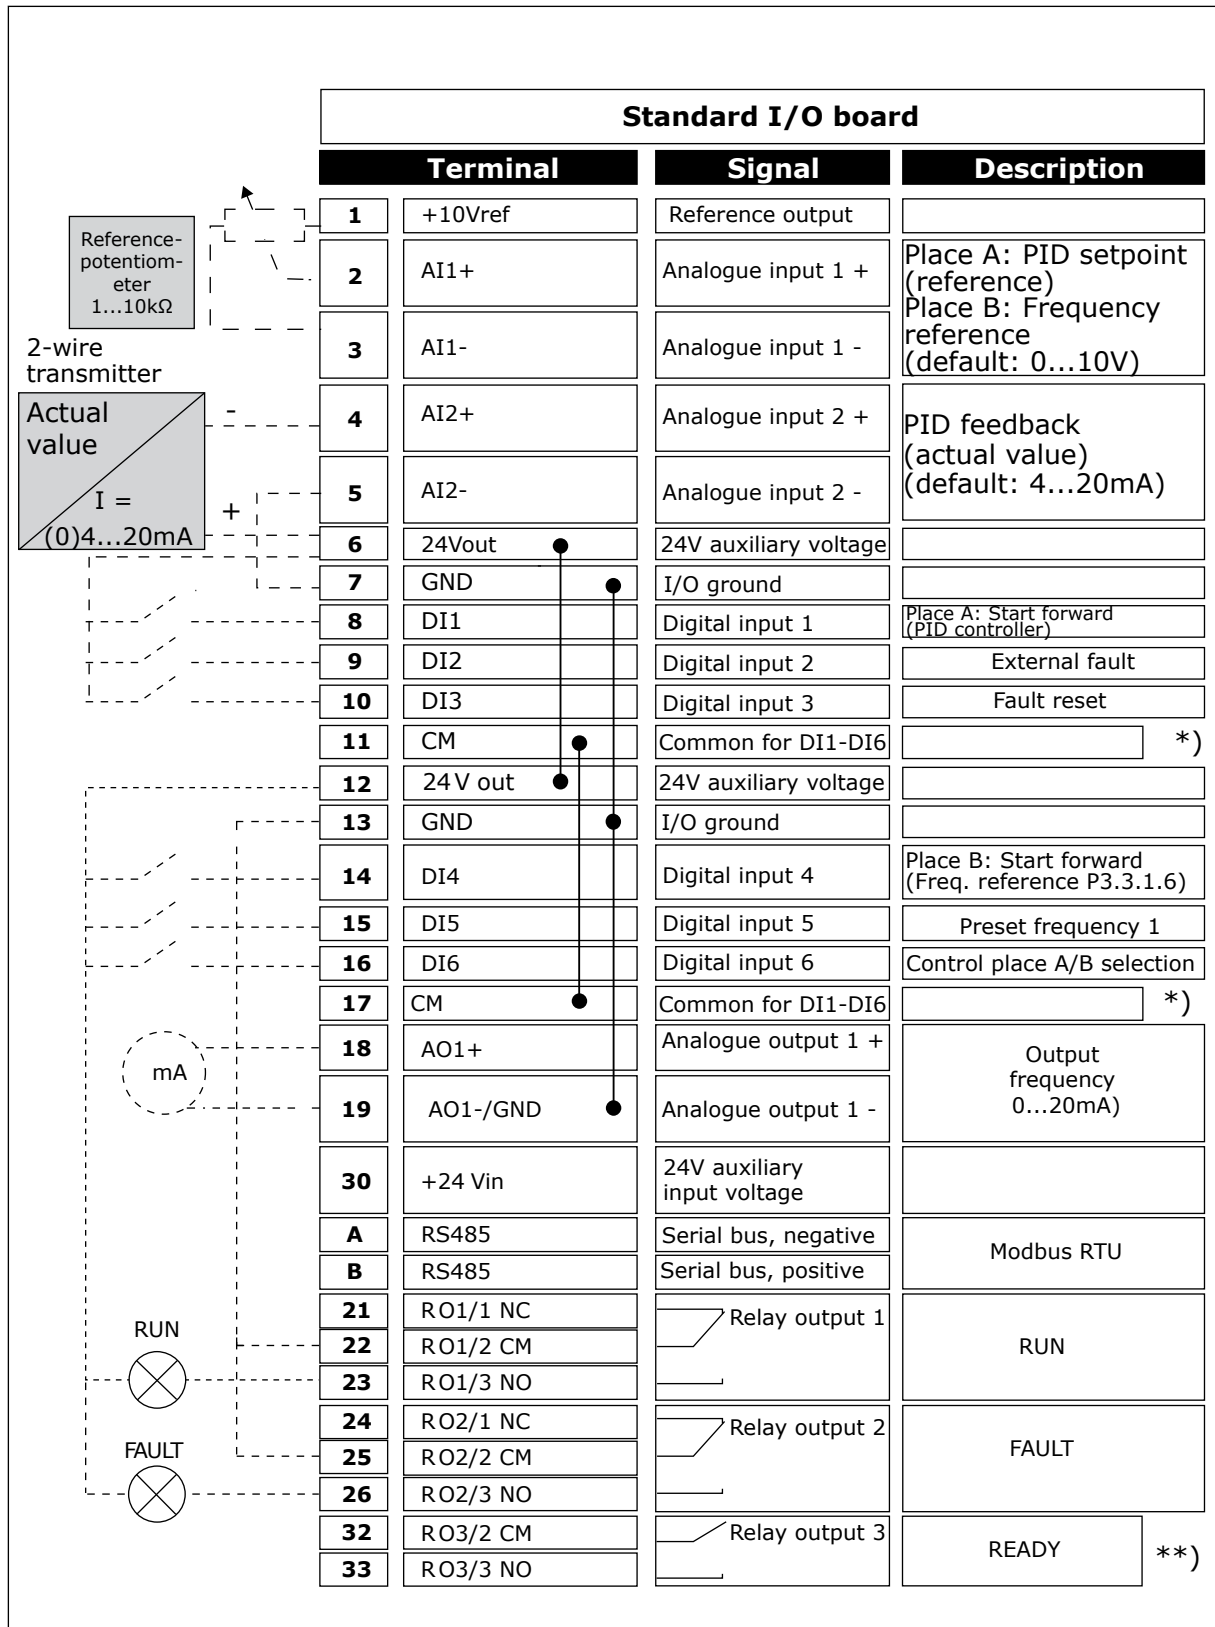 Standard I/O board
Terminal Signal Description
1 +10Vref Reference output
Reference-
potentiom-
eter
1...10kΩ
2 AI1+ Analogue input 1 +
3 AI1- Analogue input 1 -
Place A: PID setpoint
(reference)
Place B: Frequency
reference
(default: 0...10V)
2-wire
transmitter
Actual
value
I =
(0)4...20mA
-
+
4 AI2+ Analogue input 2 +
5 AI2- Analogue input 2 -
PID feedback
(actual value)
(default: 4...20mA)
6 24Vout 24V auxiliary voltage
7 GND I/O ground
8 DI1 Digital input 1
Place A: Start forward
(PID controller)
9 DI2 Digital input 2 External fault
10 DI3 Digital input 3 Fault reset
11 CM Common for DI1-DI6 *)
12 24 V out 24V auxiliary voltage
13 GND I/O ground
14 DI4 Digital input 4
Place B: Start forward
(Freq. reference P3.3.1.6)
15 DI5 Digital input 5 Preset frequency 1
16 DI6 Digital input 6 Control place A/B selection
17 CM Common for DI1-DI6 *)
mA
18 AO1+ Analogue output 1 +
19 AO1-/GND Analogue output 1 -
Output
frequency
0...20mA)
30 +24 Vin
24V auxiliary
input voltage
A RS485 Serial bus, negative
B RS485 Serial bus, positive
Modbus RTU
RUN
21 RO1/1 NC Relay output 1
22 RO1/2 CM RUN
23 RO1/3 NO
FAULT
24 RO2/1 NC Relay output 2
25 RO2/2 CM FAULT
26 RO2/3 NO
32 RO3/2 CM Relay output 3
33 RO3/3 NO
READY **)